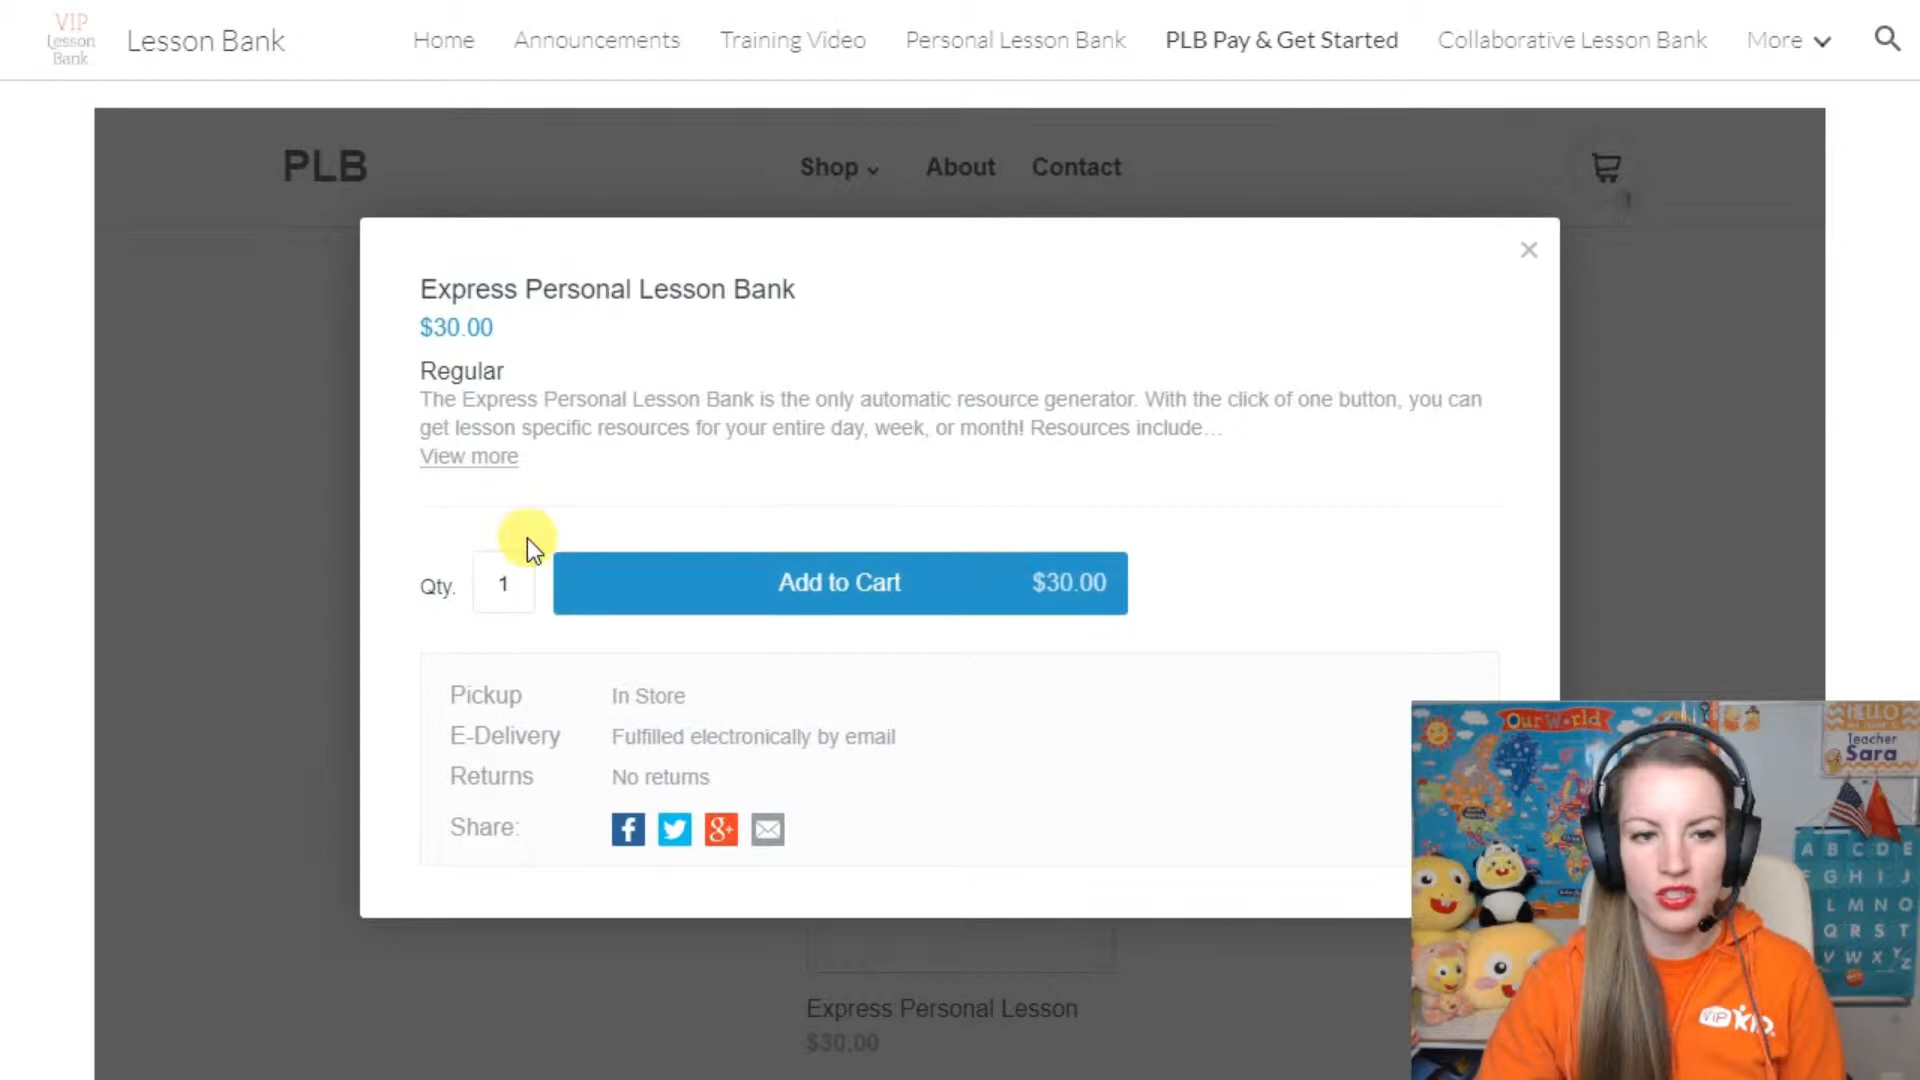 VIP
Lesson
Bank
Lesson Bank
Home
Announcements
Training Video
Personal Lesson Bank
PLB Pay & Get Started
Collaborative Lesson Bank
More
PLB
Shop
About
Contact
1
×
Express Personal Lesson Bank
$30.00
Regular
The Express Personal Lesson Bank is the only automatic resource generator. With the click of one button, you can
get lesson specific resources for your entire day, week, or month! Resources include…
View more
Qty.
1
Add to Cart
$30.00
Pickup
In Store
E-Delivery
Fulfilled electronically by email
Returns
No returns
Share:
Express Personal Lesson
$30.00
Our World
HELLO
Teacher
Sara
A B C D E
F G H I J
L M N O
Q R S T
V W X Y Z
VIP KID